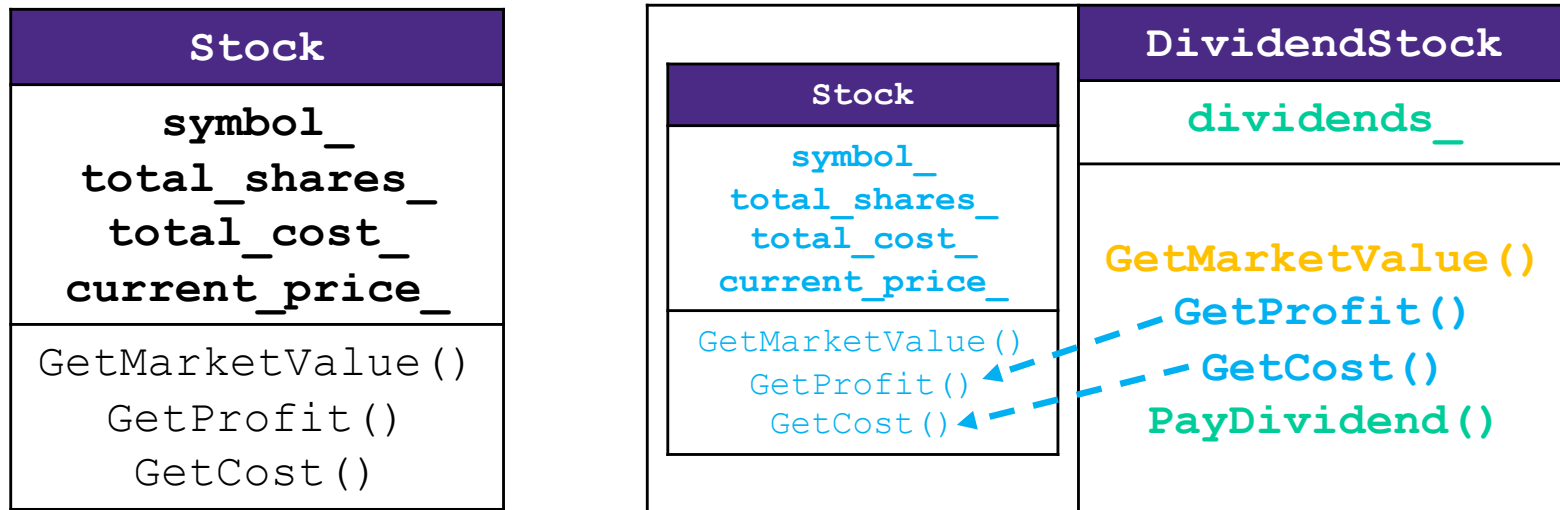 Stock
symbol_
total_shares_
total_cost_
current_price_
GetMarketValue()
GetProfit()
GetCost()
Stock
symbol_
total_shares_
total_cost_
current_price_
GetMarketValue()
GetProfit()
GetCost()
DividendStock
dividends_
GetMarketValue()
GetProfit()
GetCost()
PayDividend()